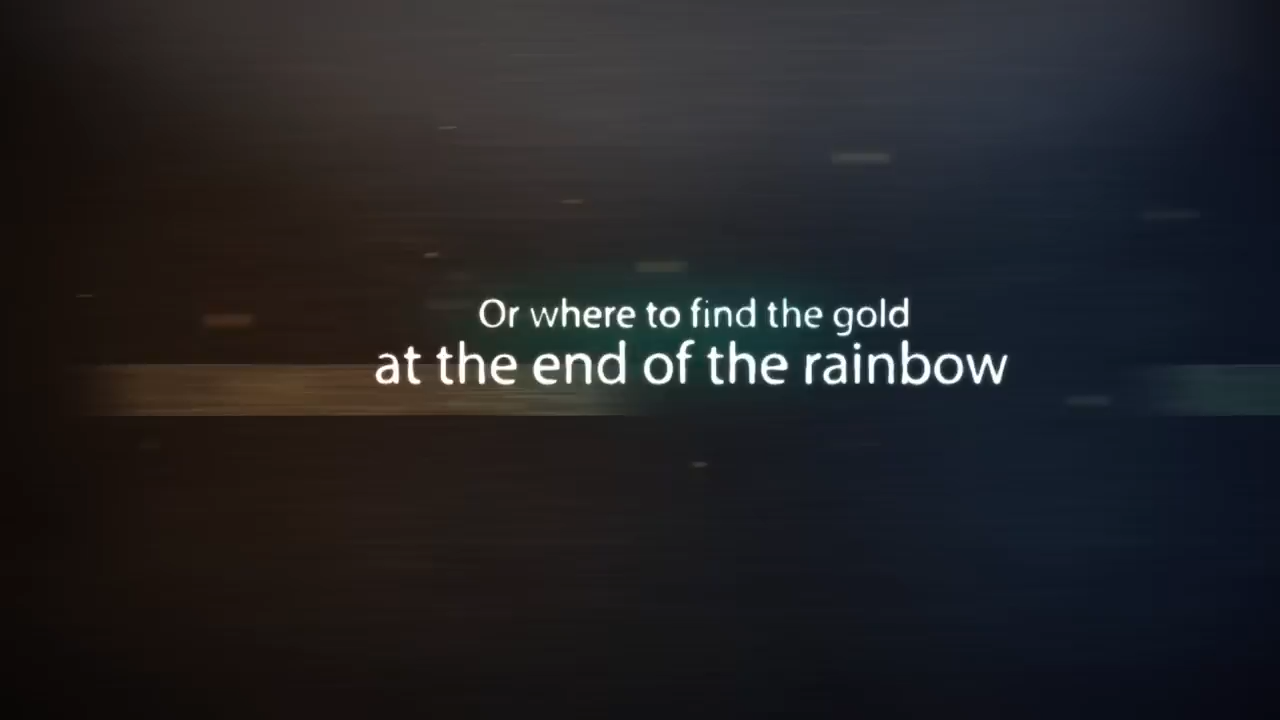 Or where to find the gold
at the end of the rainbow